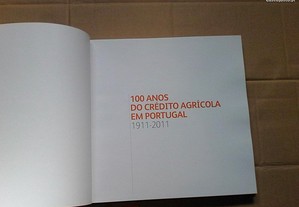 100 ANOS
DO CRÉDITO AGRÍCOLA
EM PORTUGAL
1911-2011